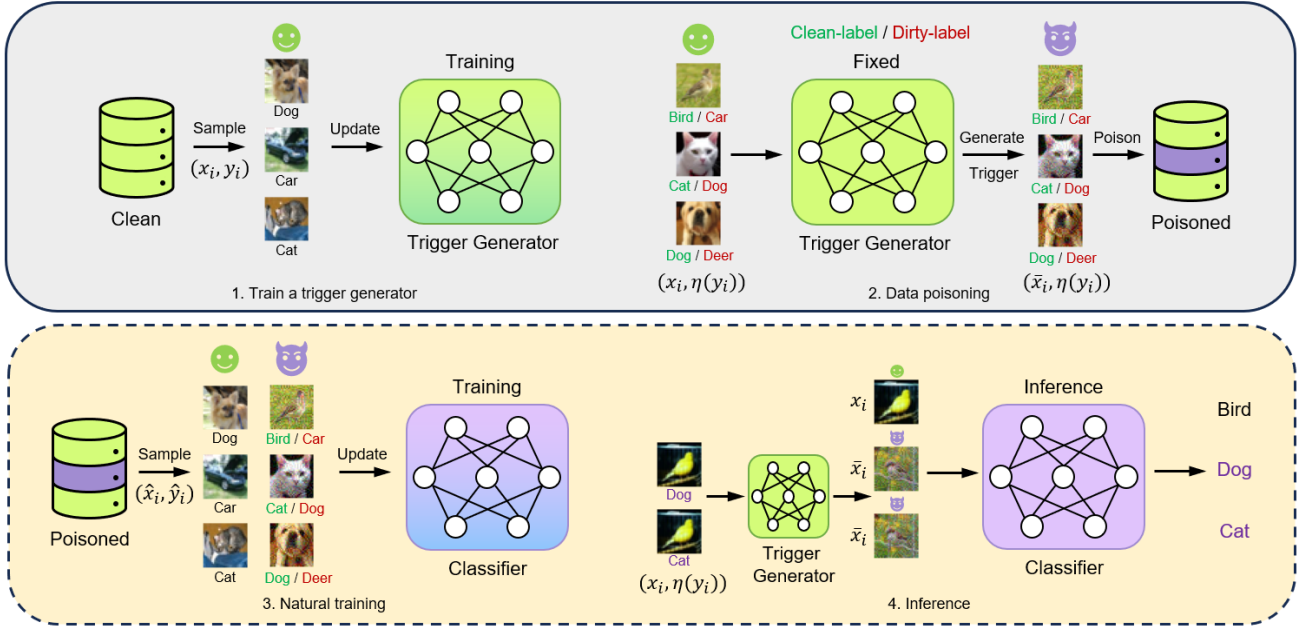 Clean
Sample
(x_i, y_i)
Dog
Car
Cat
Update
Training
Trigger Generator
1. Train a trigger generator
Clean-label / Dirty-label
Bird / Car
Cat / Dog
Dog / Deer
(x_i, η(y_i))
Fixed
Trigger Generator
Generate
Trigger
Bird / Car
Cat / Dog
Dog / Deer
(x̄_i, η(y_i))
Poison
Poisoned
2. Data poisoning
Poisoned
Sample
(x̂_i, ŷ_i)
Dog
Car
Cat
Bird / Car
Cat / Dog
Dog / Deer
Update
Training
Classifier
3. Natural training
Dog
Cat
(x_i, η(y_i))
Trigger
Generator
x_i
x̄_i
x̄_i
Inference
Classifier
Bird
Dog
Cat
4. Inference